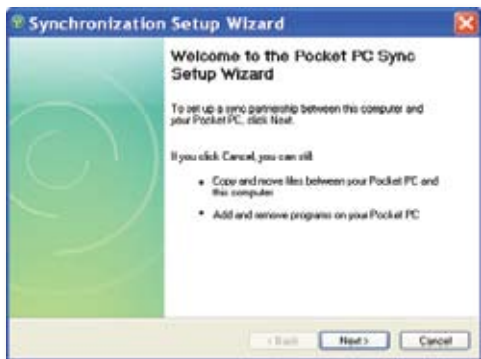 Synchronization Setup Wizard
Welcome to the Pocket PC Sync
Setup Wizard
To set up a sync partnership between this computer and
your Pocket PC, click Next.
If you click Cancel, you can still:
• Copy and move files between your Pocket PC and
this computer
• Add and remove programs on your Pocket PC
< Back Next > Cancel